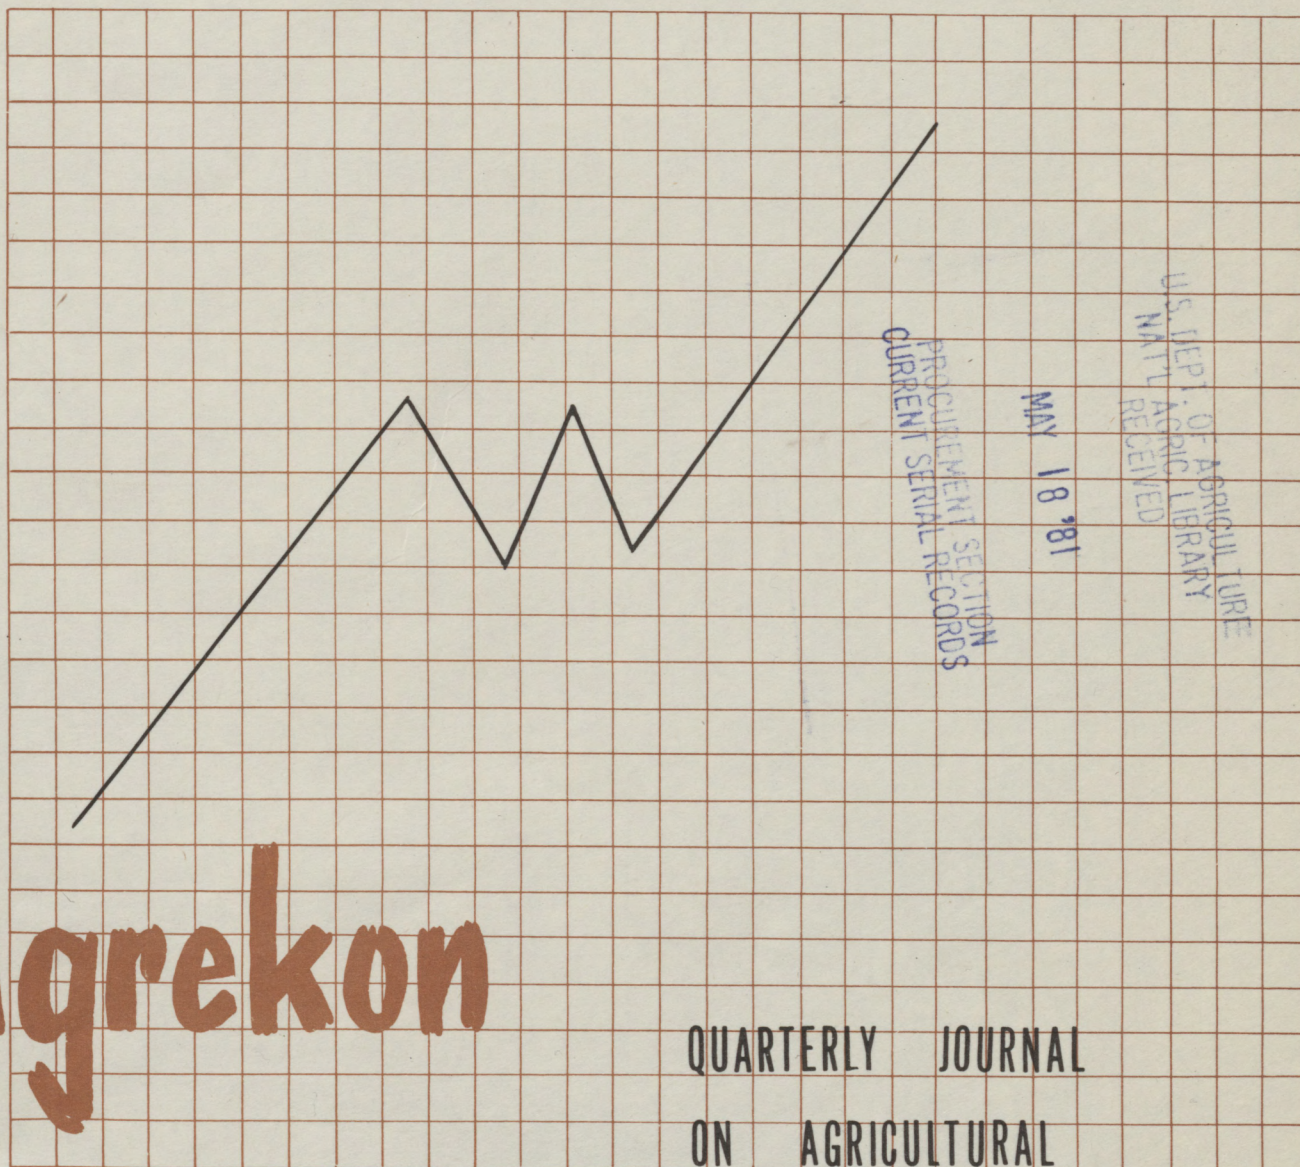 U.S. DEPT. OF AGRICULTURE
NAT'L AGRIC LIBRARY
RECEIVED
MAY 18 '81
PROCUREMENT SECTION
CURRENT SERIAL RECORDS
grekon
QUARTERLY JOURNAL
ON AGRICULTURAL